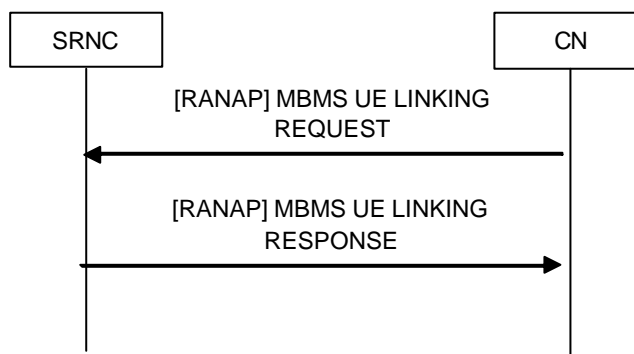 SRNC
CN
[RANAP] MBMS UE LINKING
REQUEST
[RANAP] MBMS UE LINKING
RESPONSE